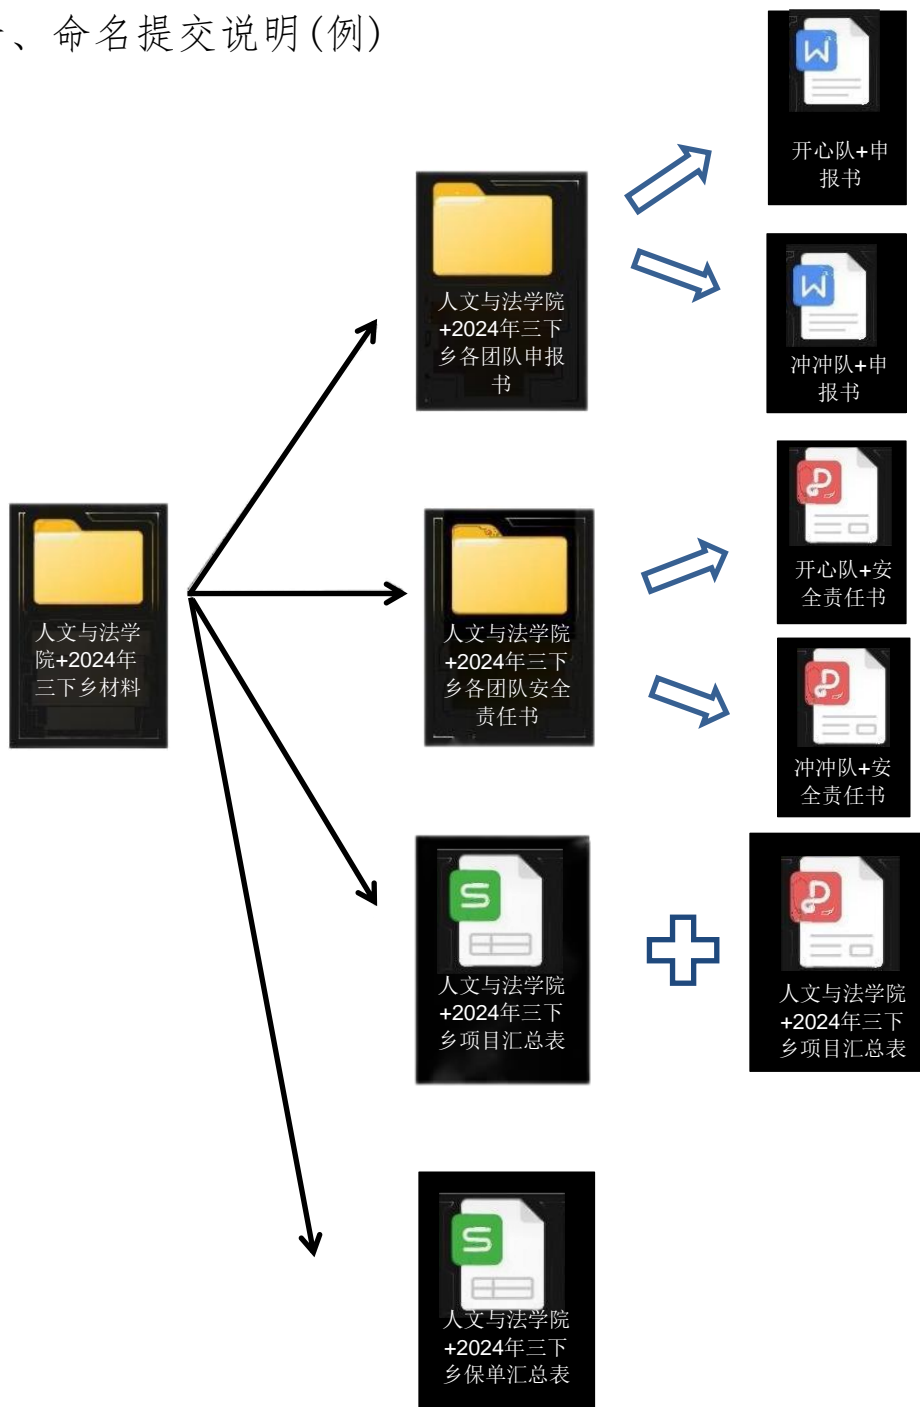 、命名提交说明(例)
开心队+申
报书
人文与法学院
+2024年三下
乡各团队申报
书
冲冲队+申
报书
开心队+安
全责任书
人文与法学
院+2024年
三下乡材料
人文与法学院
+2024年三下
乡各团队安全
责任书
冲冲队+安
全责任书
人文与法学院
+2024年三下
乡项目汇总表
人文与法学院
+2024年三下
乡项目汇总表
人文与法学院
+2024年三下
乡保单汇总表